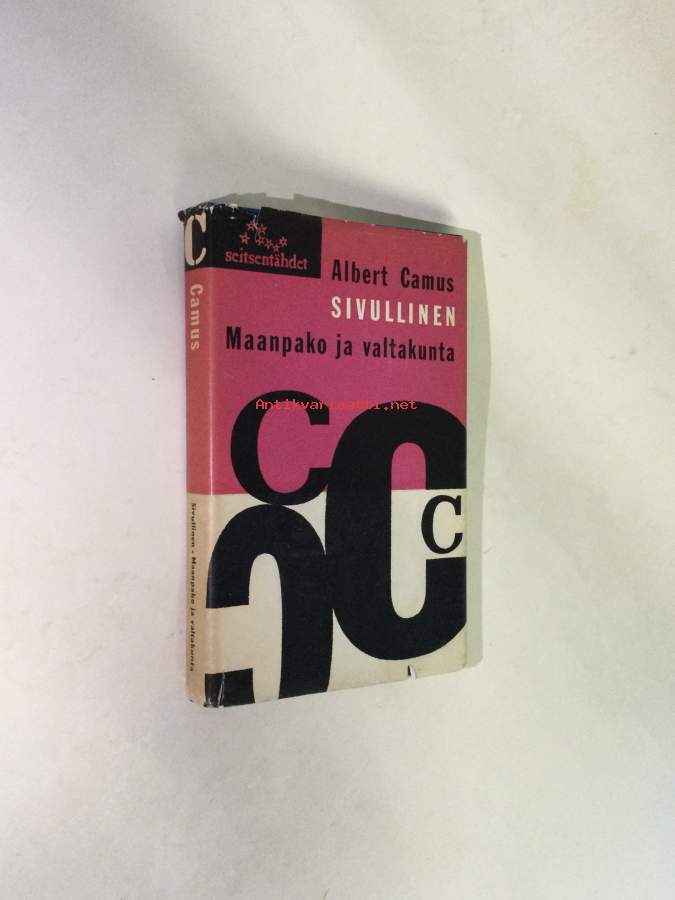 C
Camus
Sivullinen - Maanpako ja valtakunta
seitsentähdet
Albert Camus
SIVULLINEN
Maanpako ja valtakunta
Antikvariaatti.net
C
C
C
C